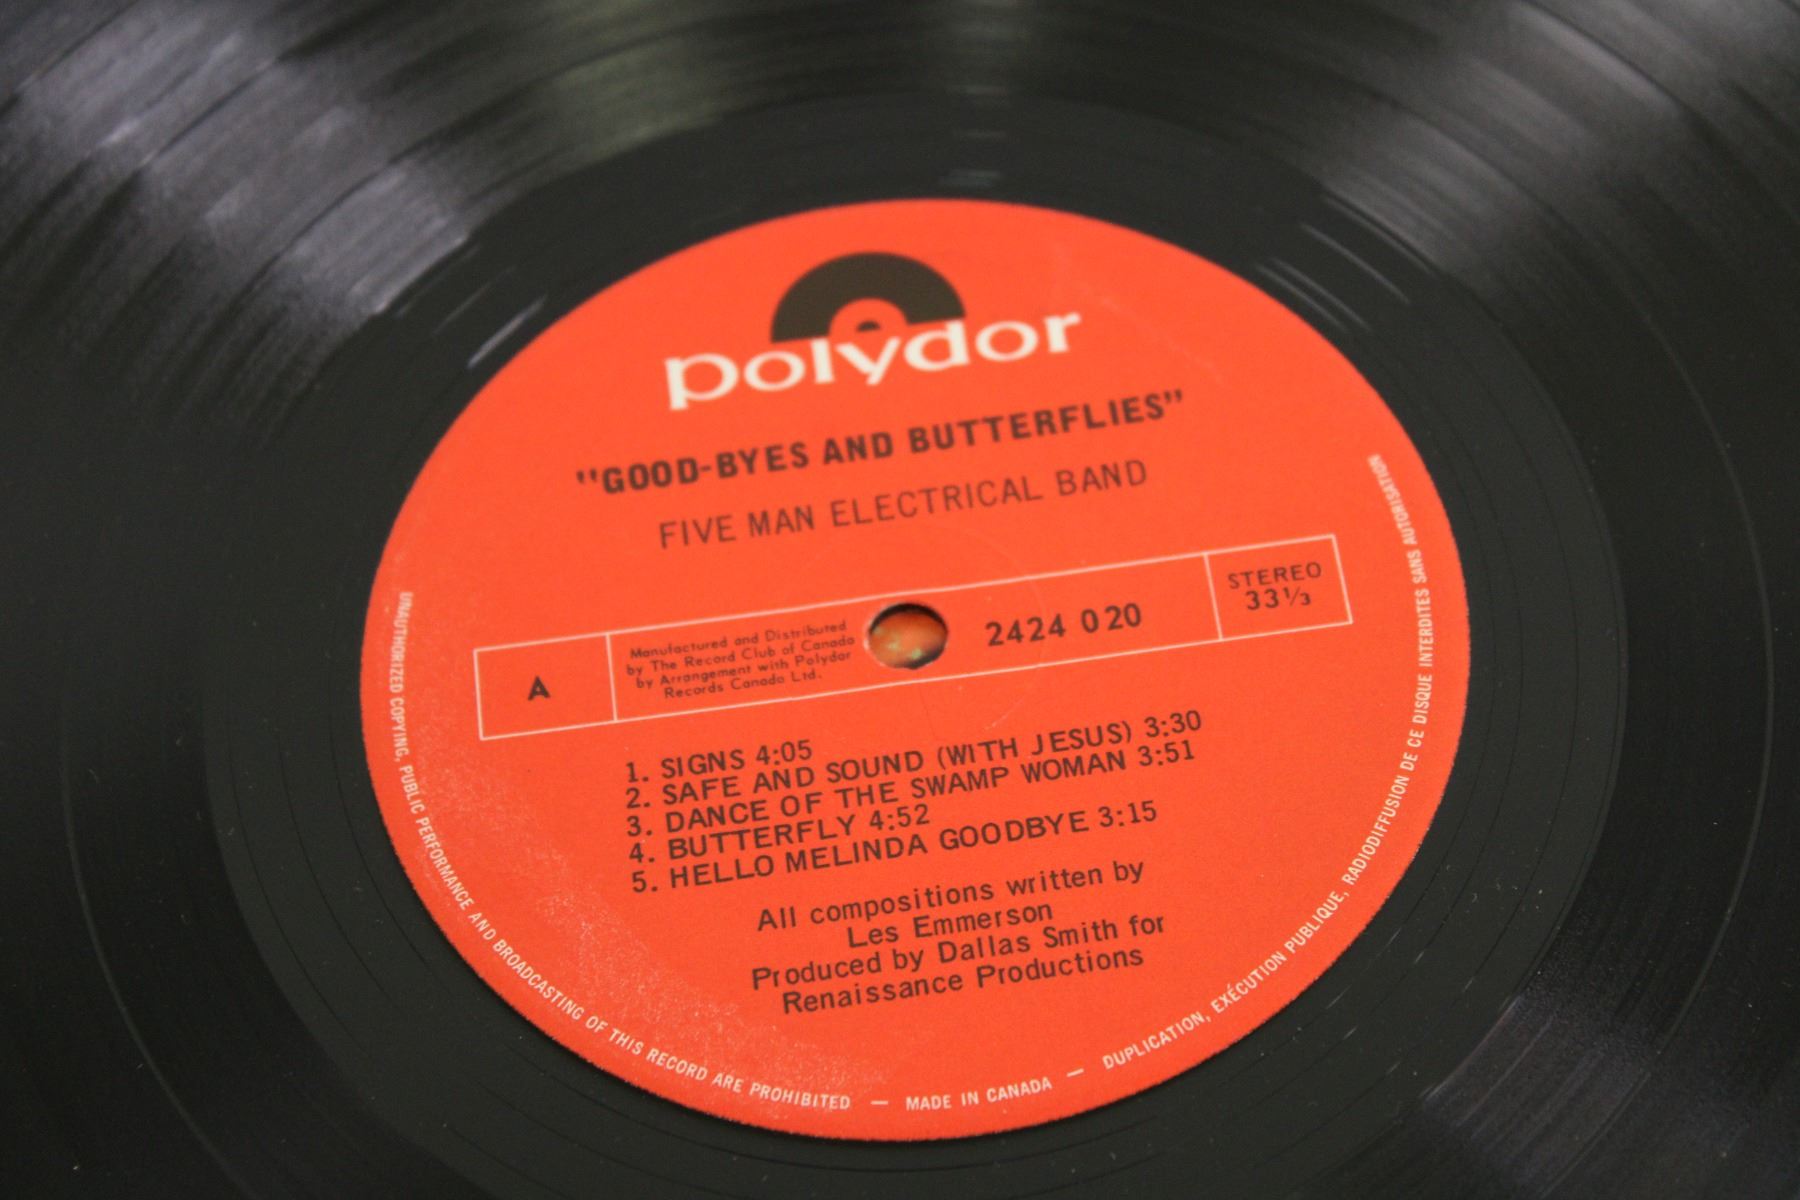 polydor
"GOOD-BYES AND BUTTERFLIES"
FIVE MAN ELECTRICAL BAND
A
Manufactured and Distributed
by The Record Club of Canada
by Arrangement with Polydor
Records Canada Ltd.
2424 020
STEREO
33⅓
1. SIGNS 4:05
2. SAFE AND SOUND (WITH JESUS) 3:30
3. DANCE OF THE SWAMP WOMAN 3:51
4. BUTTERFLY 4:52
5. HELLO MELINDA GOODBYE 3:15
All compositions written by
Les Emmerson
Produced by Dallas Smith for
Renaissance Productions
UNAUTHORIZED COPYING, PUBLIC PERFORMANCE AND BROADCASTING OF THIS RECORD ARE PROHIBITED — MADE IN CANADA — DUPLICATION, EXÉCUTION PUBLIQUE, RADIODIFFUSION DE CE DISQUE INTERDITES SANS AUTORISATION